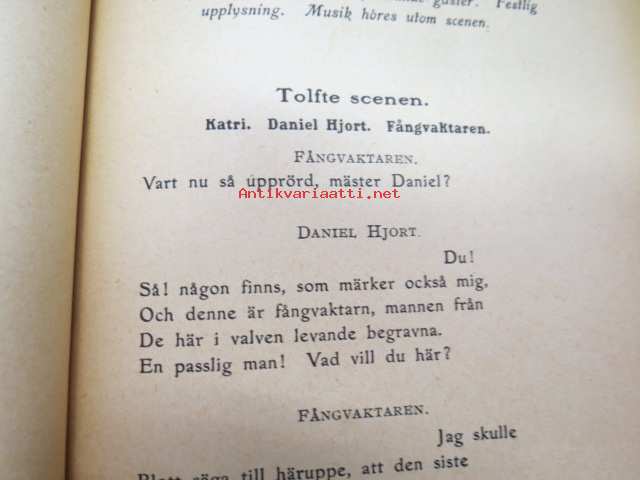 gäster. Festlig
upplysning. Musik höres utom scenen.
Tolfte scenen.
Katri. Daniel Hjort. Fångvaktaren.
FÅNGVAKTAREN.
Vart nu så upprörd, mäster Daniel?
Antikvariaatti.net
DANIEL HJORT.
Du!
Så! någon finns, som märker också mig,
Och denne är fångvaktarn, mannen från
De här i valven levande begravna.
En passlig man! Vad vill du här?
FÅNGVAKTAREN.
Jag skulle
till häruppe, att den siste